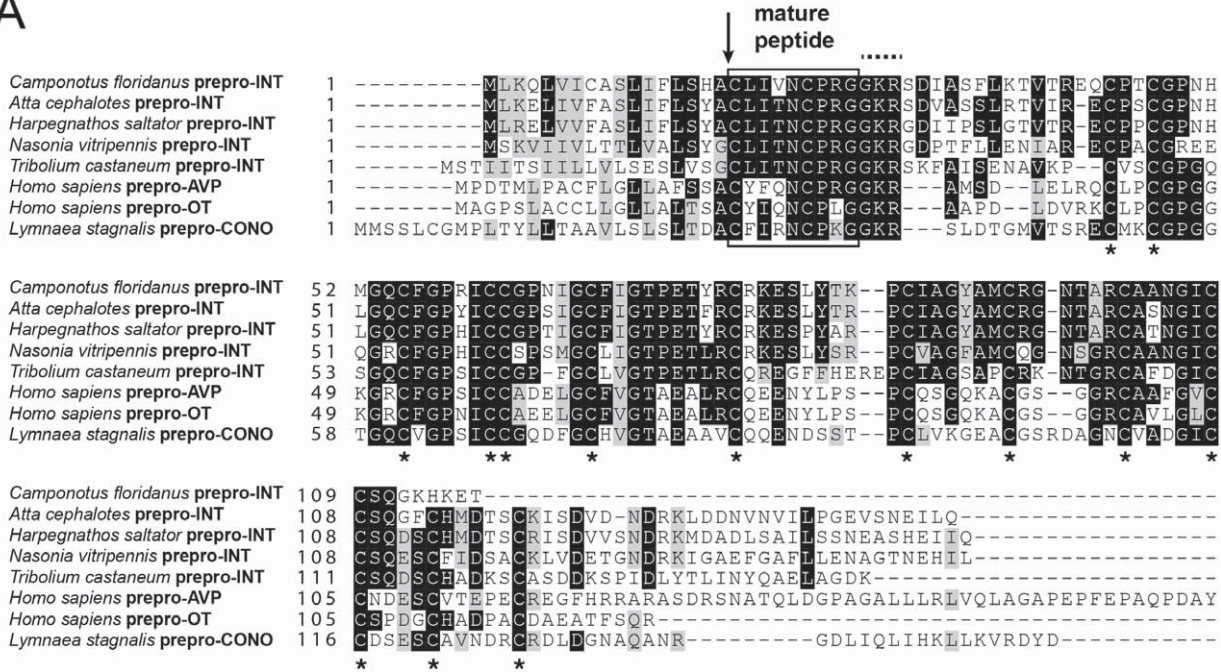 A
mature
peptide
Camponotus floridanus prepro-INT 1 ---------MLKQLVICASLIFLSHACLIVNCPRGGKRSDIASFLKTVTREQCPTCGPNH
Atta cephalotes prepro-INT 1 ---------MLKELIVFASLIFLSYACLITNCPRGGKRSDVASSLRTVIR-ECPSCGPNH
Harpegnathos saltator prepro-INT 1 ---------MLRELVVFASLIFLSYACLITNCPRGGKRGDIIPSLGTVTR-ECPPCGPNH
Nasonia vitripennis prepro-INT 1 ---------MSKVIIVLTTLVALSYGCLITNCPRGGKRGDPTFLLENIAR-ECPACGREE
Tribolium castaneum prepro-INT 1 ------MSTIITSIILLVLSESLVSGCLITNCPRGGKRSKFAISENAVKP--CVSCGPGQ
Homo sapiens prepro-AVP 1 -------MPDTMLPACFLGLLAFSSACYFQNCPRGGKR---AMSD--LELRQCLPCGPGG
Homo sapiens prepro-OT 1 -------MAGPSLACCLLGLLALTSACYIQNCPLGGKR---AAPD--LDVRKCLPCGPGG
Lymnaea stagnalis prepro-CONO 1 MMSSLCGMPLTYLLTAAVLSLSLTDACFIRNCPKGGKR---SLDTGMVTSRECMKCGPGG
* *
Camponotus floridanus prepro-INT 52 MGQCFGPRICCGPNIGCFIGTPETYRCRKESLYTK--PCIAGYAMCRG-NTARCAANGIC
Atta cephalotes prepro-INT 51 LGQCFGPYICCGPSIGCFIGTPETYRCRKESLYTR--PCIAGYAMCRG-NTARCASNGIC
Harpegnathos saltator prepro-INT 51 LGQCFGPHICCGPTIGCFIGTPETYRCRKESPYAR--PCIAGYAMCRG-NTARCATNGIC
Nasonia vitripennis prepro-INT 51 QGRCFGPHICCSPSMGCLIGTPETLRCRKESLYSR--PCVAGFAMCQG-NSGRCAANGIC
Tribolium castaneum prepro-INT 53 SGQCFGPSICCGP-FGCLVGTPETLRCQREGFFHEREPCIAGSAPCRK-NTGRCAFDGIC
Homo sapiens prepro-AVP 49 KGRCFGPSICCADELGCFVGTAEALRCQEENYLPS--PCQSGQKACGS--GGRCAAFGVC
Homo sapiens prepro-OT 49 KGRCFGPNICCAEELGCFVGTAEALRCQEENYLPS--PCQSGQKACGS--GGRCAVLGLC
Lymnaea stagnalis prepro-CONO 58 TGQCVGPSICCGQDFGCHVGTAEAAVCQQENDSST--PCLVKGEACGSRDAGNCVADGIC
* ** * * * * * *
Camponotus floridanus prepro-INT 109 CSQGKHKET---------------------------------------------------
Atta cephalotes prepro-INT 108 CSQGFCHMDTSCKISDVD-NDRKLDDNVNVILPGEVSNEILQ------------------
Harpegnathos saltator prepro-INT 108 CSQDSCHMDTSCRISDVVSNDRKMDADLSAILSSNEASHEIIQ-----------------
Nasonia vitripennis prepro-INT 108 CSQESCFIDSACKLVDETGNDRKIGAEFGAFLLENAGTNEHIL-----------------
Tribolium castaneum prepro-INT 111 CSQDSCHADKSCASDDKSPIDLYTLINYQAELAGDK------------------------
Homo sapiens prepro-AVP 105 CNDESCVTEPECREGFHRRARASDRSNATQLDGPAGALLLRLVQLAGAPEPFEPAQPDAY
Homo sapiens prepro-OT 105 CSPDGCHADPACDAEATFSQR---------------------------------------
Lymnaea stagnalis prepro-CONO 116 CDSESCAVNDRCRDLDGNAQANR---------GDLIQLIHKLLKVRDYD-----------
* * *